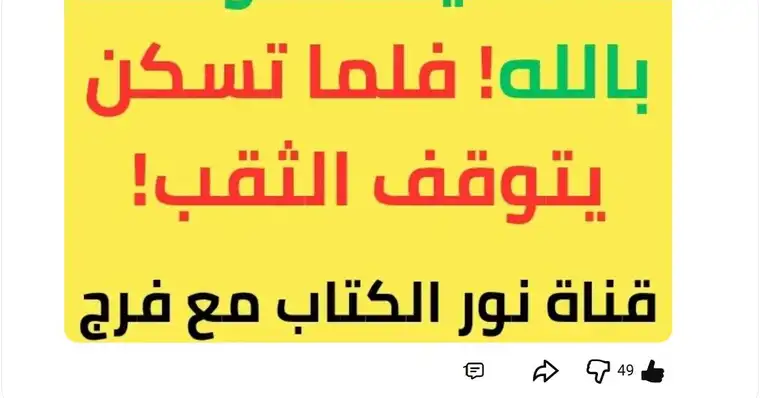 بالله! فلما تسكن
يتوقف الثقب!
قناة نور الكتاب مع فرج
49